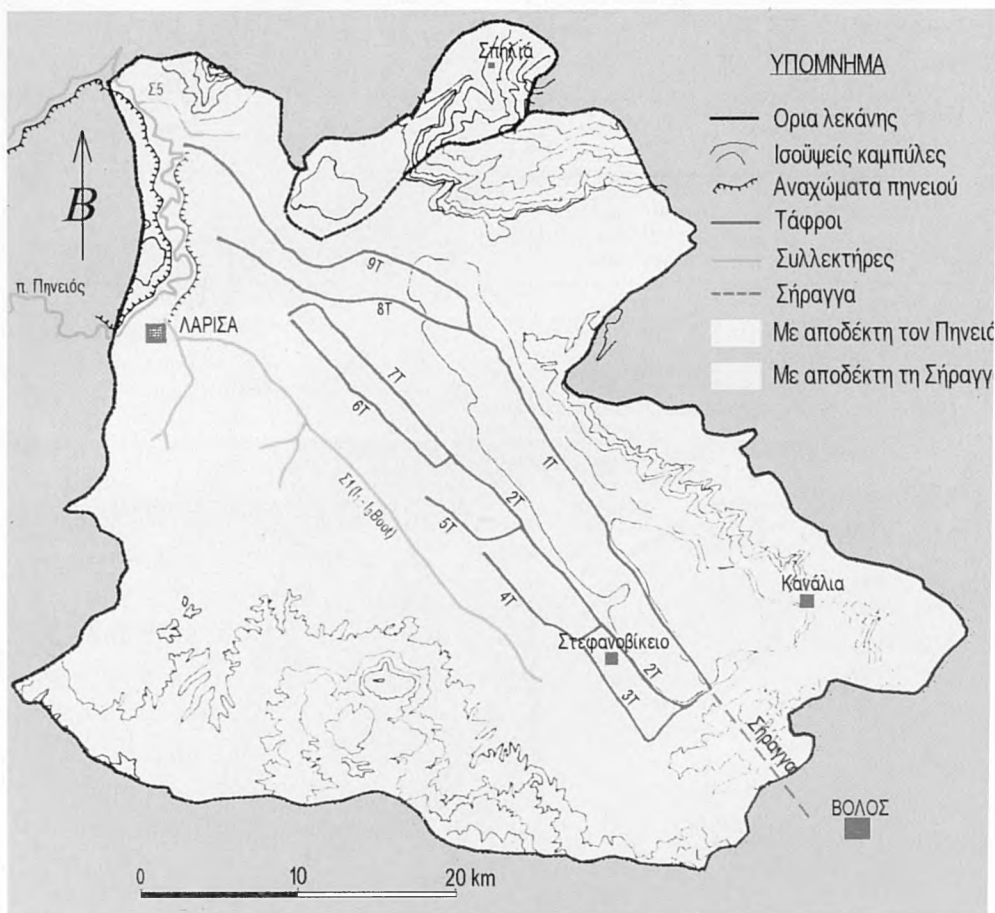 Σπηλιά
ΥΠΟΜΝΗΜΑ
Σ5
Ορια λεκάνης
Ισοϋψείς καμπύλες
Αναχώματα πηνειού
Τάφροι
Συλλεκτήρες
Σήραγγα
Με αποδέκτη τον Πηνειό
Με αποδέκτη τη Σήραγγ
Β
π. Πηνειός
ΛΑΡΙΣΑ
9Τ
8Τ
7Τ
6Τ
1Τ
2Τ
5Τ
4Τ
Κανάλια
Στεφανοβίκειο
2Τ
3Τ
Σήραγγα
ΒΟΛΟΣ
0 10 20 km